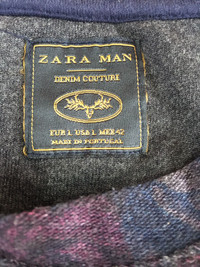 ZARA MAN
DENIM COUTURE
EUR L USA L MEX 42
MADE IN PORTUGAL